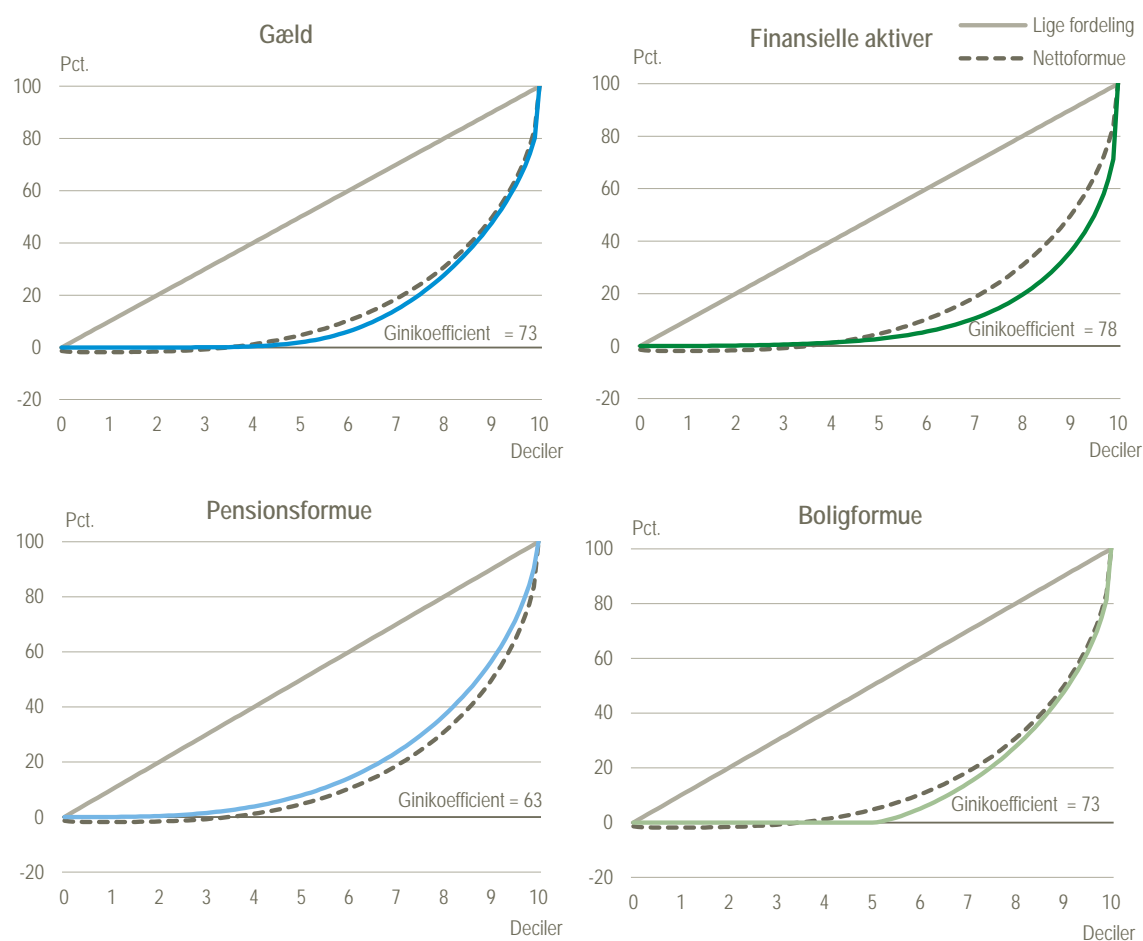 Gæld
Pct.
100
80
60
40
20
0
-20
Ginikoefficient = 73
0 1 2 3 4 5 6 7 8 9 10
Deciler
Finansielle aktiver
Lige fordeling
Nettoformue
Pct.
100
80
60
40
20
0
-20
Ginikoefficient = 78
0 1 2 3 4 5 6 7 8 9 10
Deciler
Pensionsformue
Pct.
100
80
60
40
20
0
-20
Ginikoefficient = 63
0 1 2 3 4 5 6 7 8 9 10
Deciler
Boligformue
Pct.
100
80
60
40
20
0
-20
Ginikoefficient = 73
0 1 2 3 4 5 6 7 8 9 10
Deciler